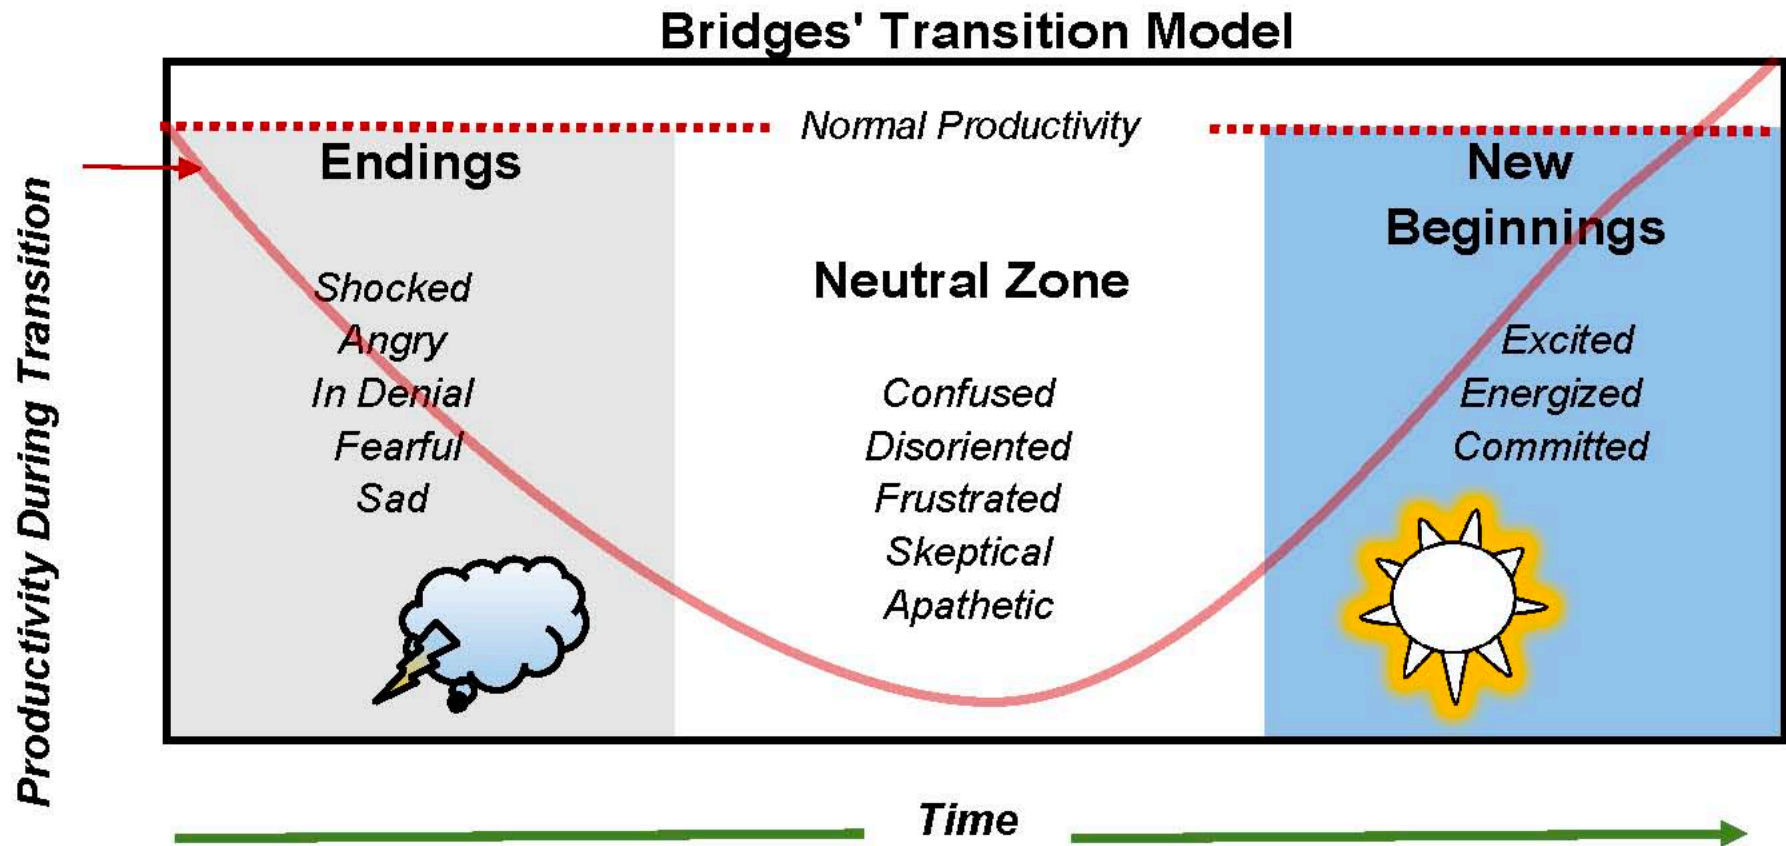 Bridges' Transition Model
Productivity During Transition
Normal Productivity
Endings
Shocked
Angry
In Denial
Fearful
Sad
Neutral Zone
Confused
Disoriented
Frustrated
Skeptical
Apathetic
New
Beginnings
Excited
Energized
Committed
Time